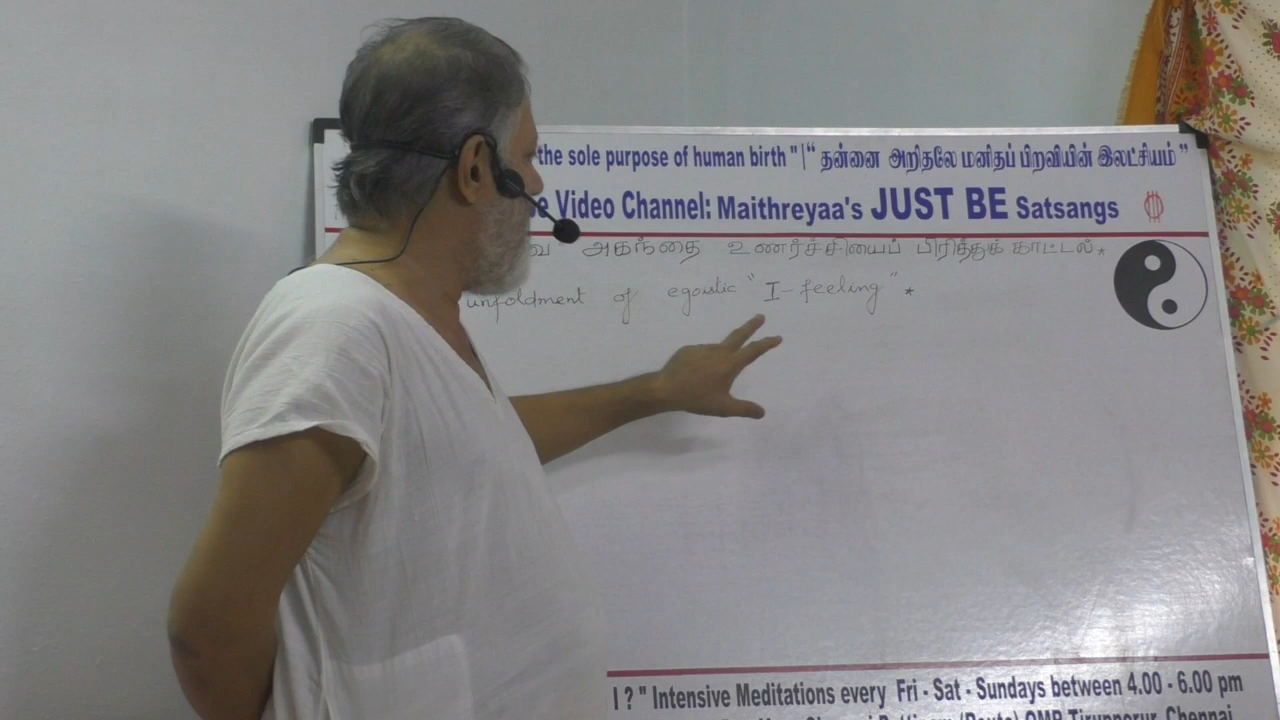 the sole purpose of human birth " | “ தன்னை அறிதலே மனிதப் பிறவியின் இலட்சியம் ”
e Video Channel: Maithreyaa's JUST BE Satsangs
வ அகந்தை உணர்ச்சியைப் பிரித்துக் காட்டல் *
unfoldment of egoistic “ I - feeling ” *
I ? " Intensive Meditations every Fri - Sat - Sundays between 4.00 - 6.00 pm
(Route) OMR Tirupporur, Chennai